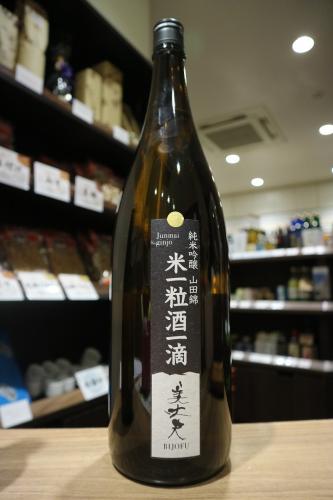 Junmai
Ginjo
純米吟醸 山田錦
米一粒酒一滴
美丈夫
BIJOFU